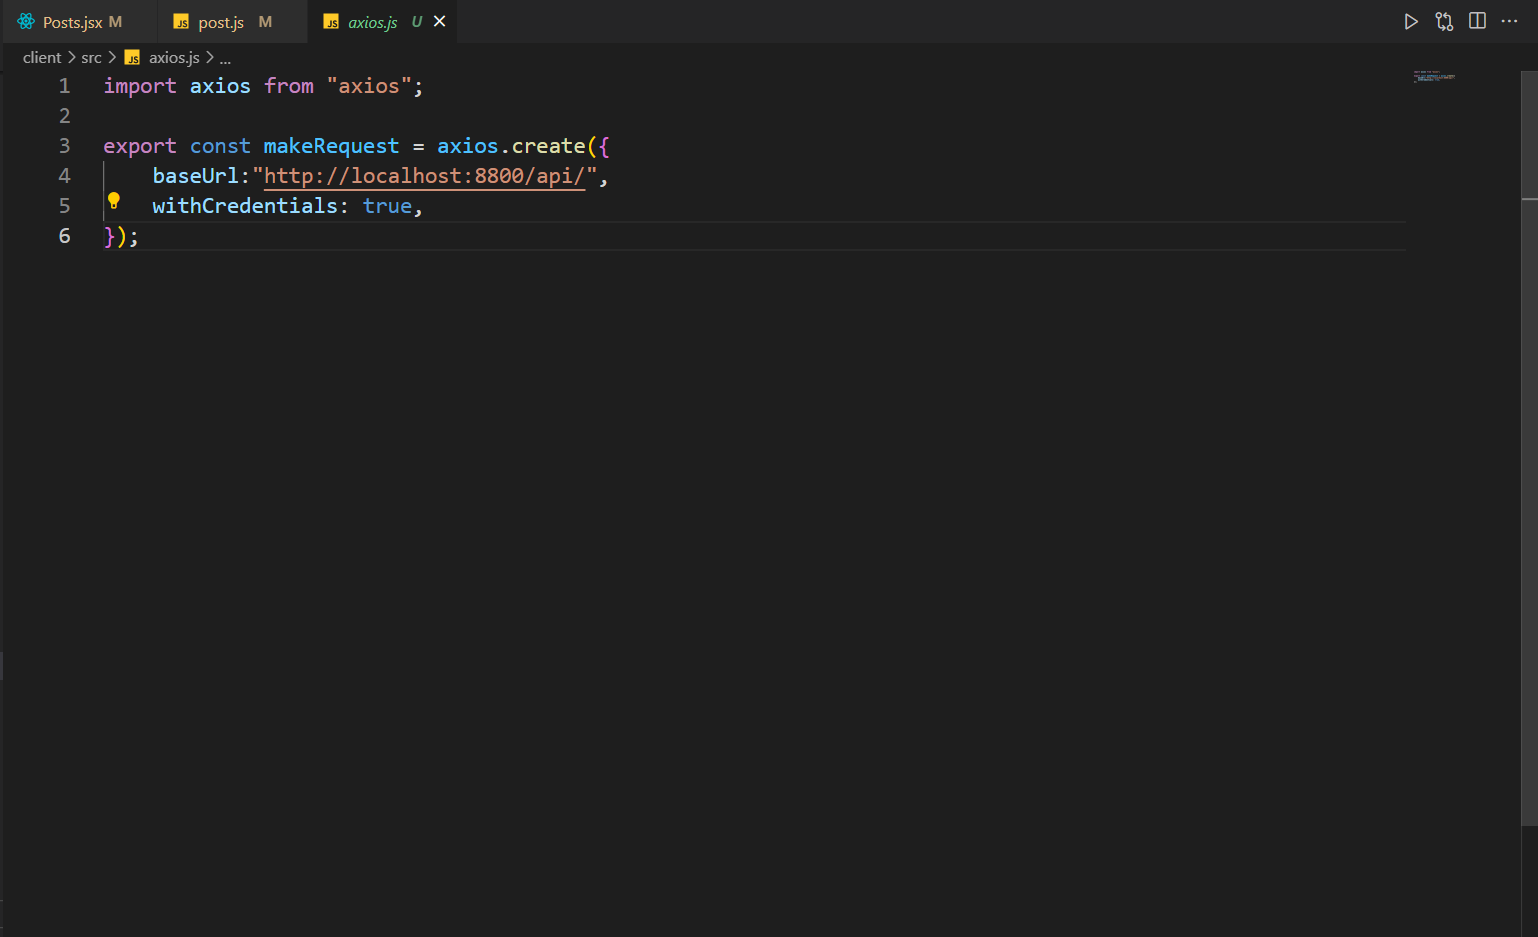 Posts.jsx M JS post.js M JS axios.js U
client > src > JS axios.js > ...
1 import axios from "axios";
2
3 export const makeRequest = axios.create({
4 baseUrl:"http://localhost:8800/api/",
5 withCredentials: true,
6 });